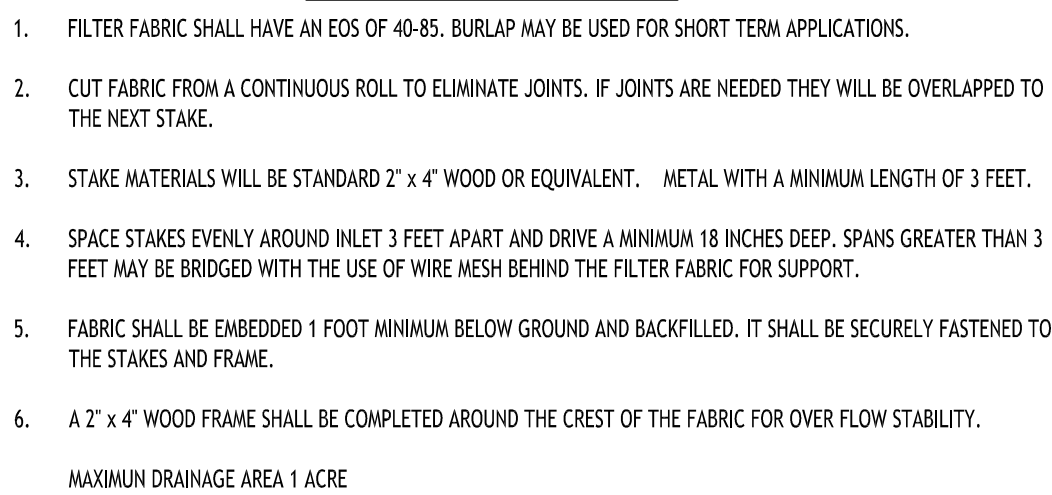 1. FILTER FABRIC SHALL HAVE AN EOS OF 40-85. BURLAP MAY BE USED FOR SHORT TERM APPLICATIONS.
2. CUT FABRIC FROM A CONTINUOUS ROLL TO ELIMINATE JOINTS. IF JOINTS ARE NEEDED THEY WILL BE OVERLAPPED TO
THE NEXT STAKE.
3. STAKE MATERIALS WILL BE STANDARD 2" x 4" WOOD OR EQUIVALENT. METAL WITH A MINIMUM LENGTH OF 3 FEET.
4. SPACE STAKES EVENLY AROUND INLET 3 FEET APART AND DRIVE A MINIMUM 18 INCHES DEEP. SPANS GREATER THAN 3
FEET MAY BE BRIDGED WITH THE USE OF WIRE MESH BEHIND THE FILTER FABRIC FOR SUPPORT.
5. FABRIC SHALL BE EMBEDDED 1 FOOT MINIMUM BELOW GROUND AND BACKFILLED. IT SHALL BE SECURELY FASTENED TO
THE STAKES AND FRAME.
6. A 2" x 4" WOOD FRAME SHALL BE COMPLETED AROUND THE CREST OF THE FABRIC FOR OVER FLOW STABILITY.
MAXIMUN DRAINAGE AREA 1 ACRE